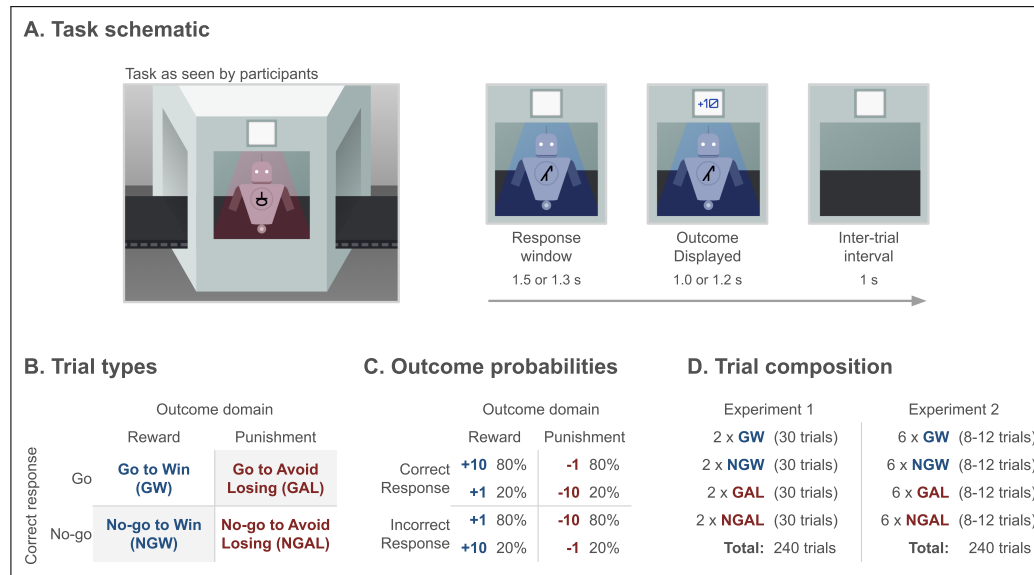 A. Task schematic
Task as seen by participants
+10
Response window
1.5 or 1.3 s
Outcome Displayed
1.0 or 1.2 s
Inter-trial interval
1 s
B. Trial types
Outcome domain
Reward Punishment
Correct response
Go
Go to Win (GW)
Go to Avoid Losing (GAL)
No-go
No-go to Win (NGW)
No-go to Avoid Losing (NGAL)
C. Outcome probabilities
Outcome domain
Reward Punishment
Correct Response
+10 80% -1 80%
+1 20% -10 20%
Incorrect Response
+1 80% -10 80%
+10 20% -1 20%
D. Trial composition
Experiment 1
2 x GW (30 trials)
2 x NGW (30 trials)
2 x GAL (30 trials)
2 x NGAL (30 trials)
Total: 240 trials
Experiment 2
6 x GW (8-12 trials)
6 x NGW (8-12 trials)
6 x GAL (8-12 trials)
6 x NGAL (8-12 trials)
Total: 240 trials